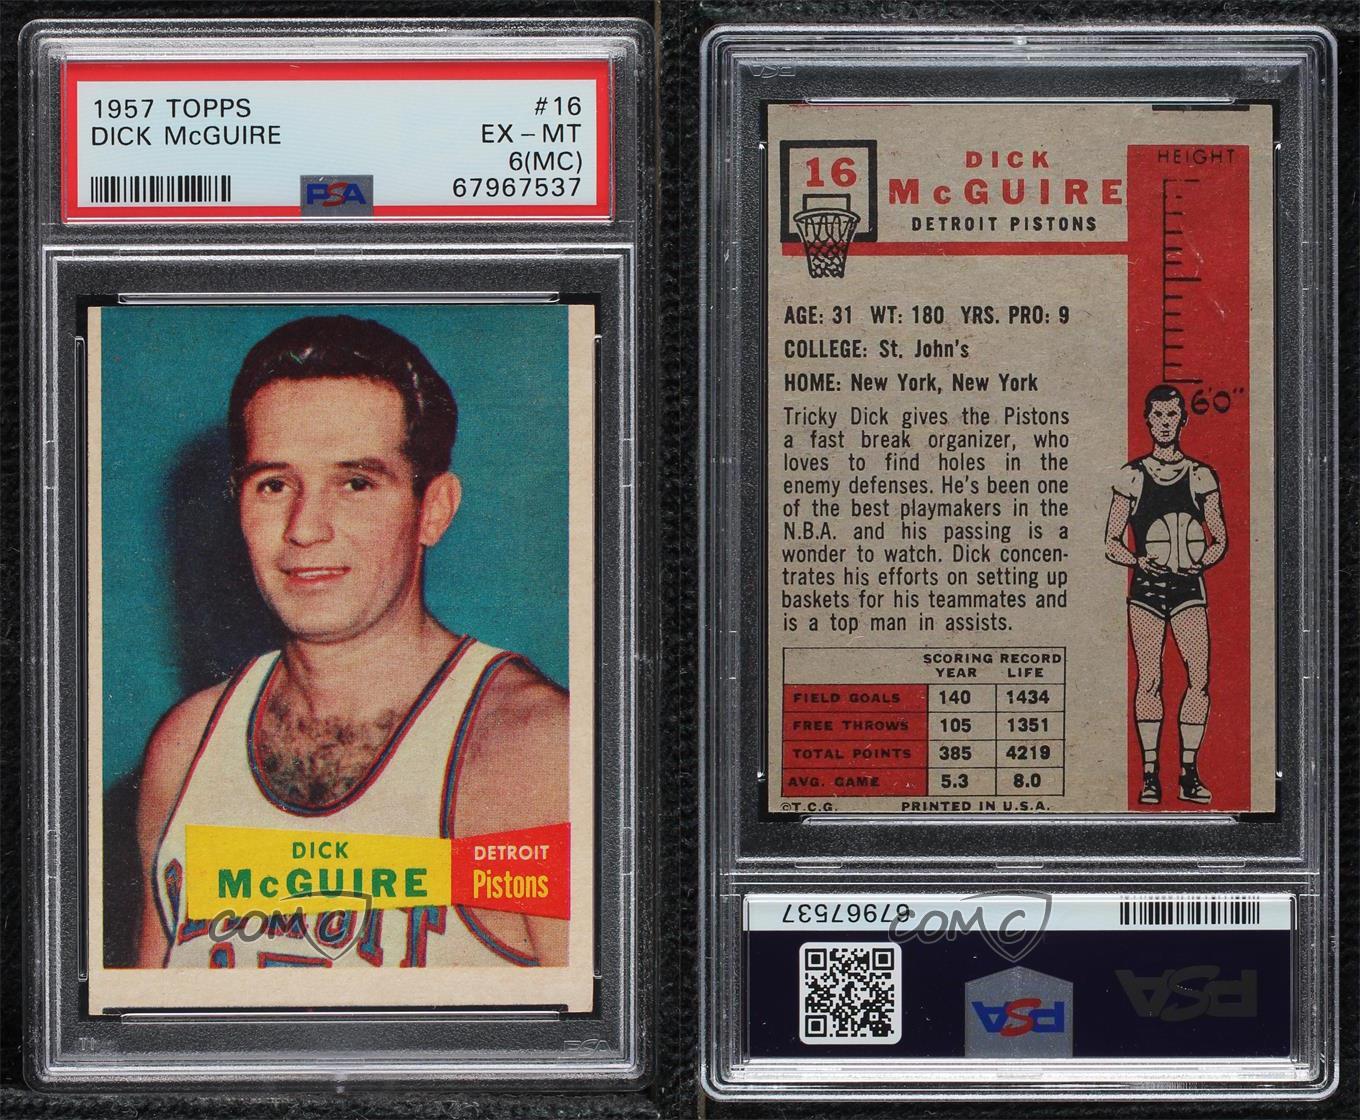 1957 TOPPS #16
DICK McGUIRE EX - MT
6(MC)
67967537
PSA
DICK
McGUIRE
DETROIT
Pistons
COMC
PSA
16
DICK
McGUIRE
DETROIT PISTONS
HEIGHT
6'0"
AGE: 31 WT: 180 YRS. PRO: 9
COLLEGE: St. John's
HOME: New York, New York
Tricky Dick gives the Pistons
a fast break organizer, who
loves to find holes in the
enemy defenses. He's been one
of the best playmakers in the
N.B.A. and his passing is a
wonder to watch. Dick concen-
trates his efforts on setting up
baskets for his teammates and
is a top man in assists.
SCORING RECORD
YEAR LIFE
FIELD GOALS 140 1434
FREE THROWS 105 1351
TOTAL POINTS 385 4219
AVG. GAME 5.3 8.0
©T.C.G. PRINTED IN U.S.A.
67967537
COMC
PSA
PSA